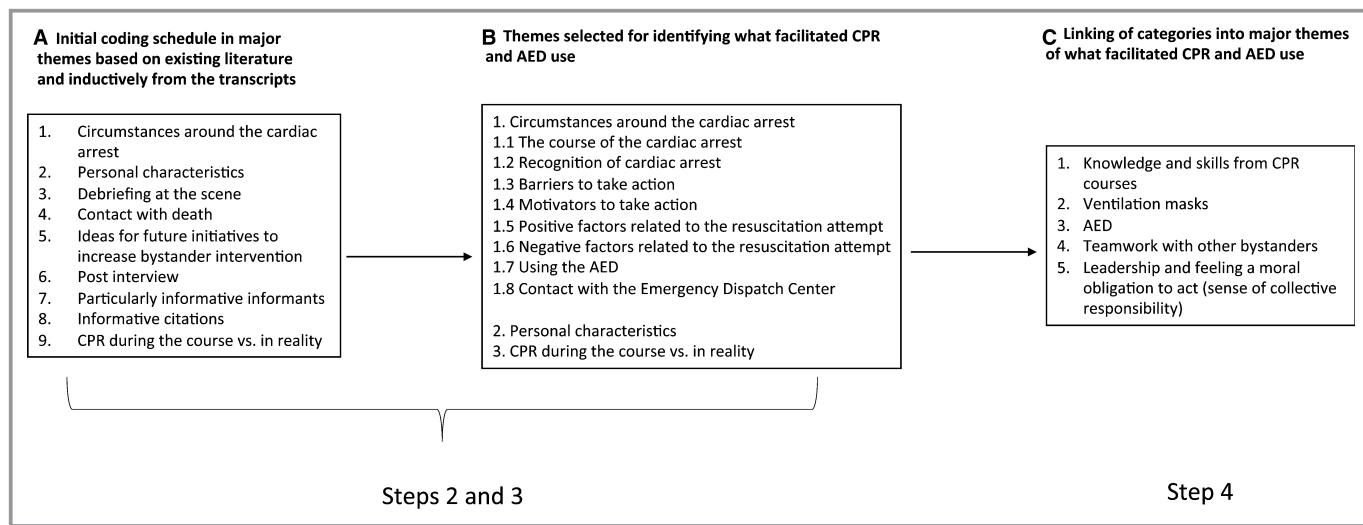 A Initial coding schedule in major
themes based on existing literature
and inductively from the transcripts
1. Circumstances around the cardiac
arrest
2. Personal characteristics
3. Debriefing at the scene
4. Contact with death
5. Ideas for future initiatives to
increase bystander intervention
6. Post interview
7. Particularly informative informants
8. Informative citations
9. CPR during the course vs. in reality
B Themes selected for identifying what facilitated CPR
and AED use
1. Circumstances around the cardiac arrest
1.1 The course of the cardiac arrest
1.2 Recognition of cardiac arrest
1.3 Barriers to take action
1.4 Motivators to take action
1.5 Positive factors related to the resuscitation attempt
1.6 Negative factors related to the resuscitation attempt
1.7 Using the AED
1.8 Contact with the Emergency Dispatch Center
2. Personal characteristics
3. CPR during the course vs. in reality
C Linking of categories into major themes
of what facilitated CPR and AED use
1. Knowledge and skills from CPR
courses
2. Ventilation masks
3. AED
4. Teamwork with other bystanders
5. Leadership and feeling a moral
obligation to act (sense of collective
responsibility)
Steps 2 and 3
Step 4